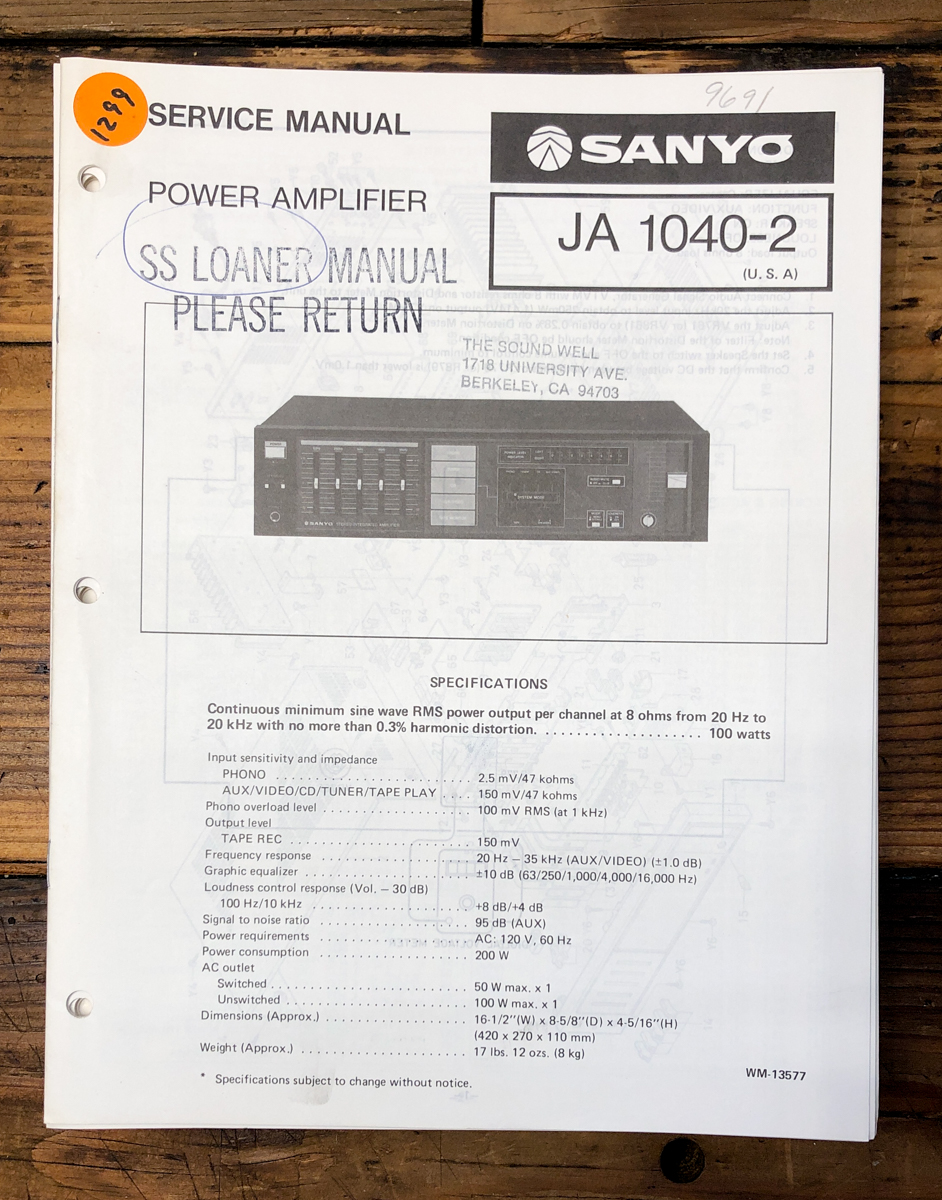 1299
SERVICE MANUAL
9691
SANYO
POWER AMPLIFIER
JA 1040-2
(U. S. A)
SS LOANER MANUAL
PLEASE RETURN
THE SOUND WELL
1718 UNIVERSITY AVE.
BERKELEY, CA 94703
SANYO
SPECIFICATIONS
Continuous minimum sine wave RMS power output per channel at 8 ohms from 20 Hz to
20 kHz with no more than 0.3% harmonic distortion. . . . . . . . . . . . . . . . . . . . 100 watts
Input sensitivity and impedance
PHONO . . . . . . . . . . . . . . . . . . . . . . . . 2.5 mV/47 kohms
AUX/VIDEO/CD/TUNER/TAPE PLAY . . . . 150 mV/47 kohms
Phono overload level . . . . . . . . . . . . . . . . . . 100 mV RMS (at 1 kHz)
Output level
TAPE REC . . . . . . . . . . . . . . . . . . . . . . . 150 mV
Frequency response . . . . . . . . . . . . . . . . . . 20 Hz – 35 kHz (AUX/VIDEO) (±1.0 dB)
Graphic equalizer . . . . . . . . . . . . . . . . . . . . ±10 dB (63/250/1,000/4,000/16,000 Hz)
Loudness control response (Vol. – 30 dB)
100 Hz/10 kHz . . . . . . . . . . . . . . . . . . . . +8 dB/+4 dB
Signal to noise ratio . . . . . . . . . . . . . . . . . . 95 dB (AUX)
Power requirements . . . . . . . . . . . . . . . . . . AC: 120 V, 60 Hz
Power consumption . . . . . . . . . . . . . . . . . . 200 W
AC outlet
Switched . . . . . . . . . . . . . . . . . . . . . . . . 50 W max. x 1
Unswitched . . . . . . . . . . . . . . . . . . . . . . 100 W max. x 1
Dimensions (Approx.) . . . . . . . . . . . . . . . . . 16-1/2"(W) x 8-5/8"(D) x 4-5/16"(H)
(420 x 270 x 110 mm)
Weight (Approx.) . . . . . . . . . . . . . . . . . . . . 17 lbs. 12 ozs. (8 kg)
* Specifications subject to change without notice.
WM-13577